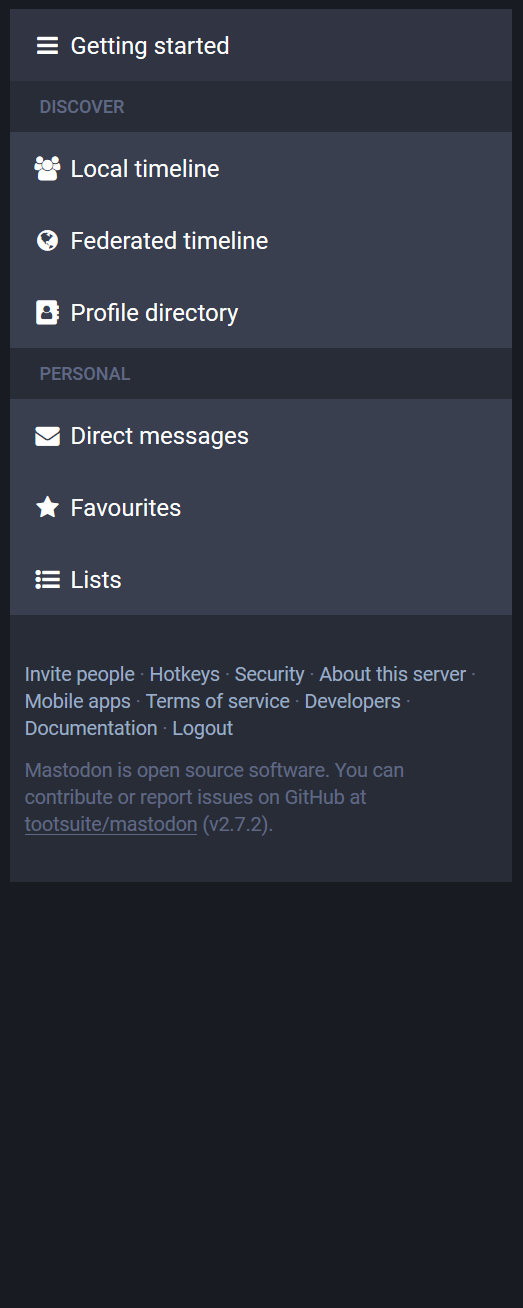 Getting started
DISCOVER
Local timeline
Federated timeline
Profile directory
PERSONAL
Direct messages
Favourites
Lists
Invite people · Hotkeys · Security · About this server ·
Mobile apps · Terms of service · Developers ·
Documentation · Logout
Mastodon is open source software. You can
contribute or report issues on GitHub at
tootsuite/mastodon (v2.7.2).